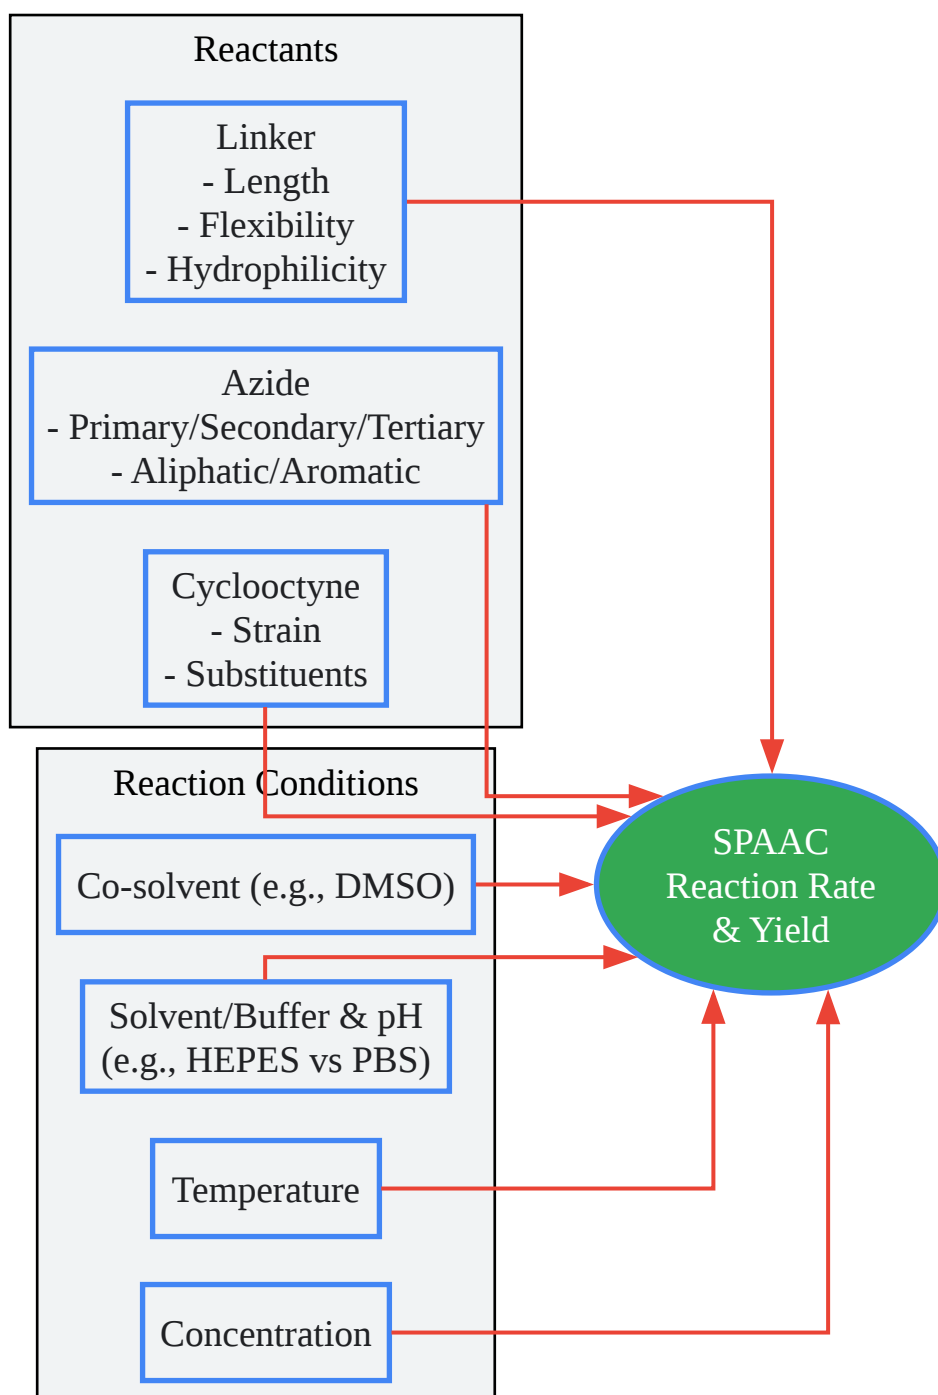 Reactants
Linker
- Length
- Flexibility
- Hydrophilicity
Azide
- Primary/Secondary/Tertiary
- Aliphatic/Aromatic
Cyclooctyne
- Strain
- Substituents
Reaction Conditions
Co-solvent (e.g., DMSO)
Solvent/Buffer & pH
(e.g., HEPES vs PBS)
Temperature
Concentration
SPAAC
Reaction Rate
& Yield